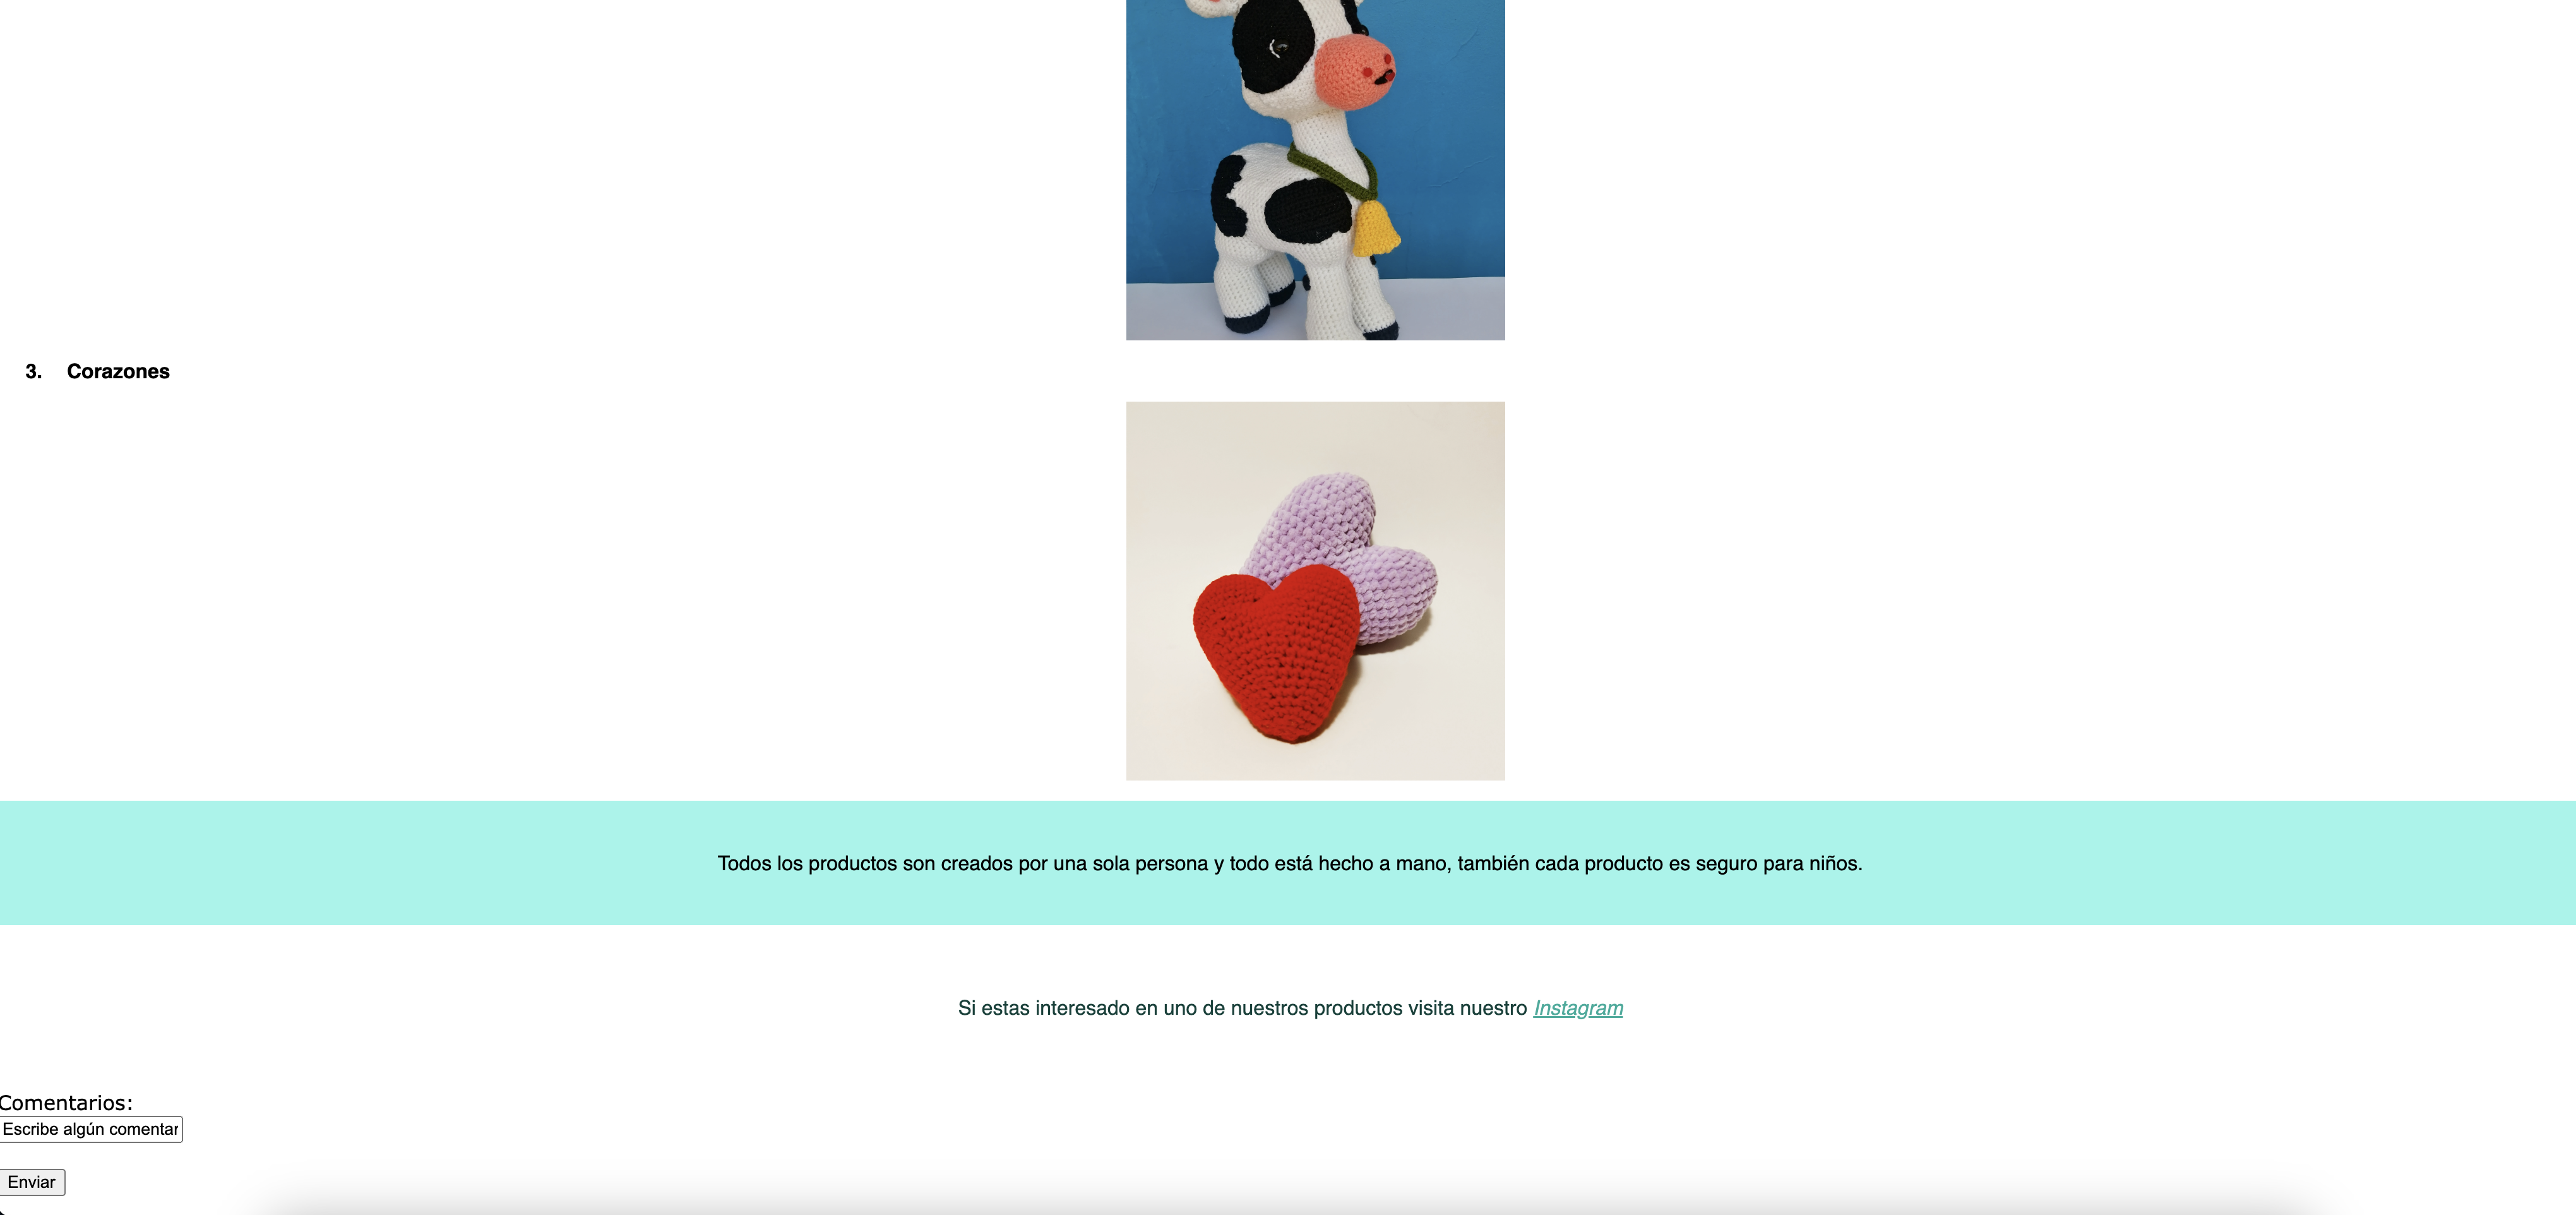 3. Corazones
Todos los productos son creados por una sola persona y todo está hecho a mano, también cada producto es seguro para niños.
Si estas interesado en uno de nuestros productos visita nuestro Instagram
Comentarios:
Escribe algún comentar
Enviar